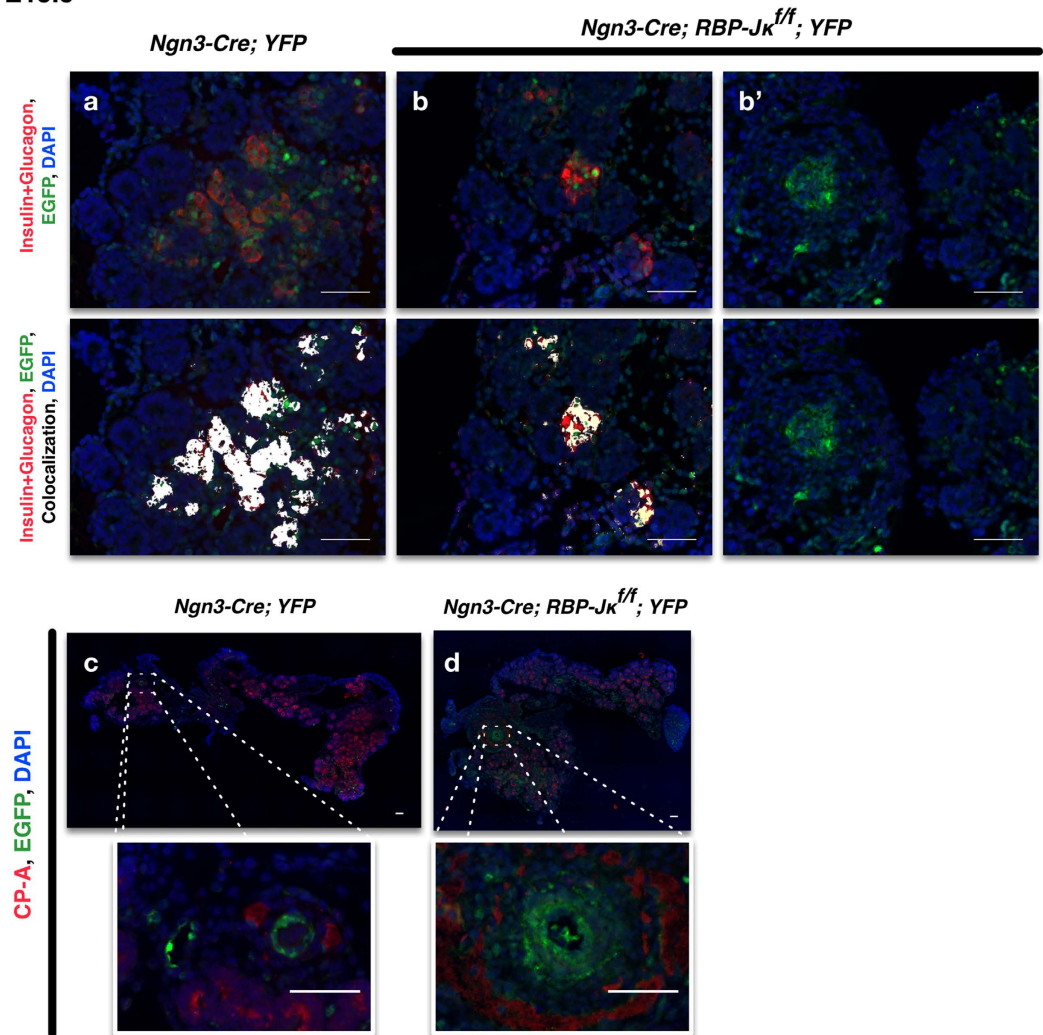 Ngn3-Cre; YFP
Ngn3-Cre; RBP-Jκf/f; YFP
Insulin+Glucagon,
EGFP, DAPI
a
b
b’
Insulin+Glucagon, EGFP,
Colocalization, DAPI
Ngn3-Cre; YFP
Ngn3-Cre; RBP-Jκf/f; YFP
CP-A, EGFP, DAPI
c
d